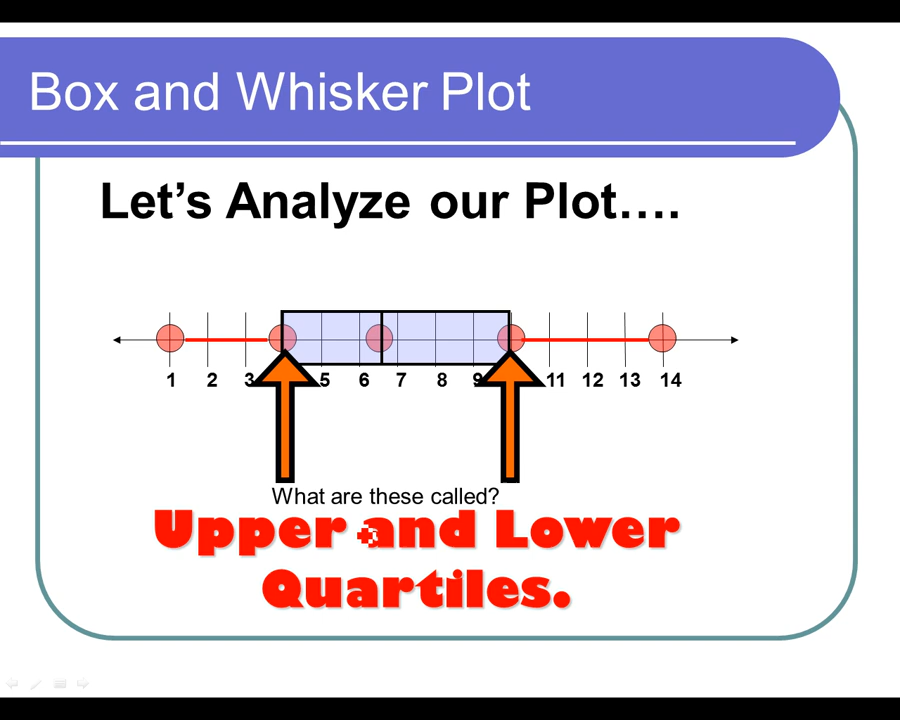 Box and Whisker Plot
Let's Analyze our Plot….
1 2 3 5 6 7 8 9 11 12 13 14
What are these called?
Upper and Lower
Quartiles.